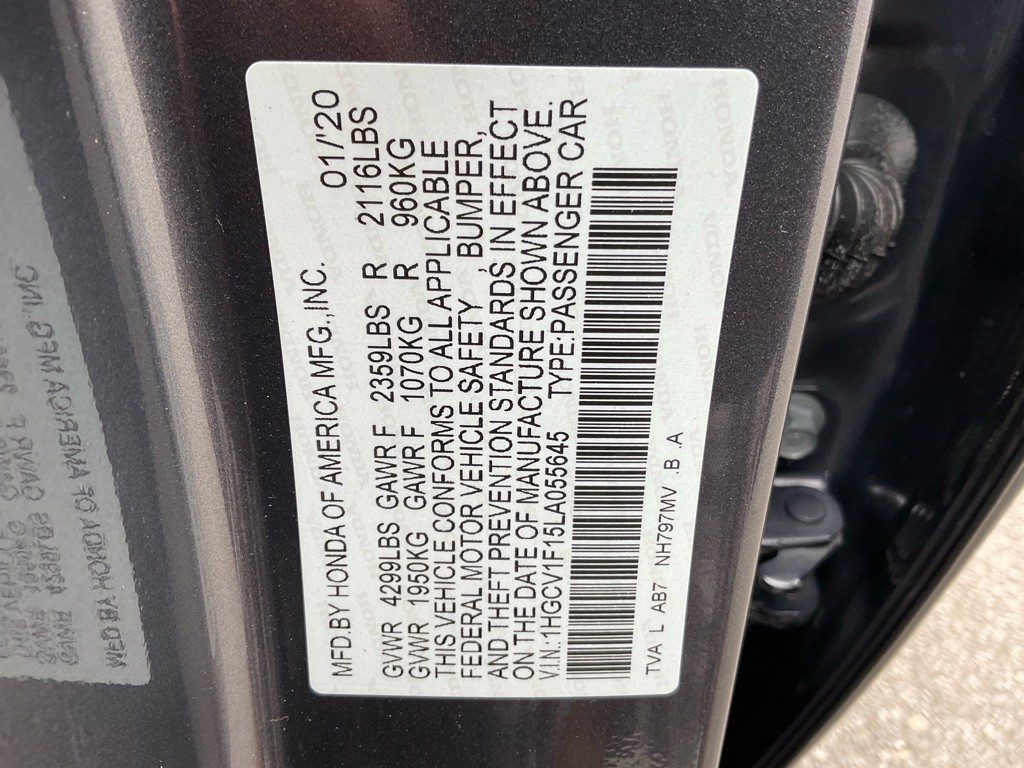 MFD.BY HONDA OF AMERICA MFG.,INC. 01/'20
GVWR 4299LBS GAWR F 2359LBS R 2116LBS
GWWR 1950KG GAWR F 1070KG R 960KG
THIS VEHICLE CONFORMS TO ALL APPLICABLE
FEDERAL MOTOR VEHICLE SAFETY, BUMPER,
AND THEFT PREVENTION STANDARDS IN EFFECT
ON THE DATE OF MANUFACTURE SHOWN ABOVE.
V.I.N.:1HGCV1F15LA055645 TYPE:PASSENGER CAR
TVA L AB7 NH797MV .B .A